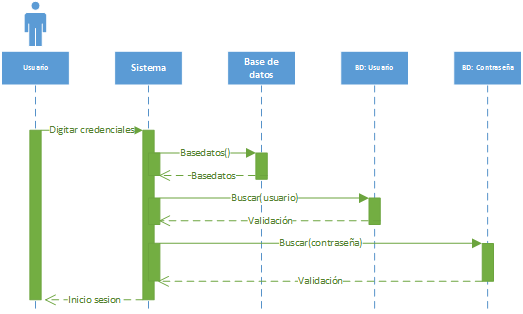 Usuario
Sistema
Base de
datos
BD: Usuario
BD: Contraseña
Digitar credenciales
Basedatos()
Basedatos
Buscar(usuario)
Validación
Buscar(contraseña)
Validación
Inicio sesion